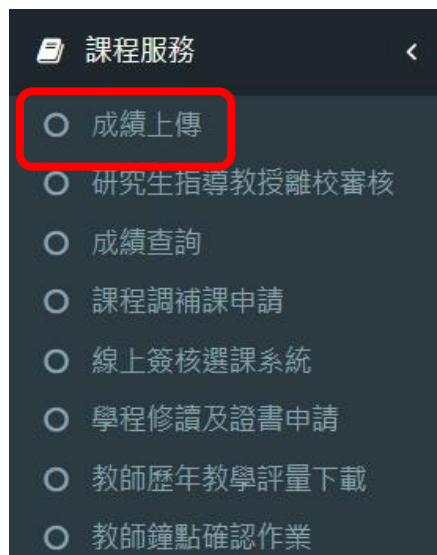 課程服務
成績上傳
研究生指導教授離校審核
成績查詢
課程調補課申請
線上簽核選課系統
學程修讀及證書申請
教師歷年教學評量下載
教師鐘點確認作業